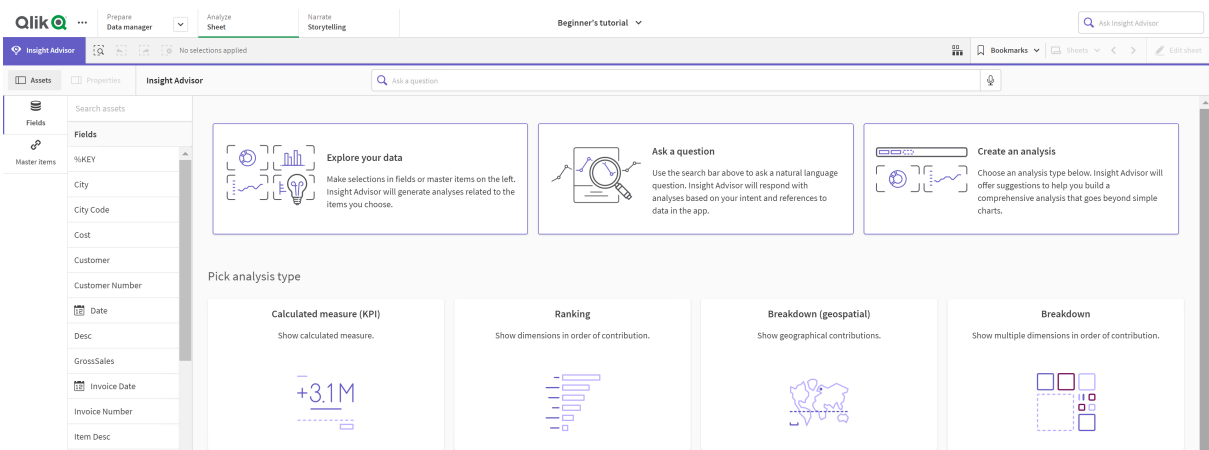 Qlik
Prepare
Data manager
Analyze
Sheet
Narrate
Storytelling
Beginner's tutorial
Ask Insight Advisor
Insight Advisor
No selections applied
Bookmarks
Sheets
Edit sheet
Assets
Properties
Insight Advisor
Ask a question
Fields
Master items
Search assets
Fields
%KEY
City
City Code
Cost
Customer
Customer Number
Date
Desc
GrossSales
Invoice Date
Invoice Number
Item Desc
Explore your data
Make selections in fields or master items on the left.
Insight Advisor will generate analyses related to the
items you choose.
Ask a question
Use the search bar above to ask a natural language
question. Insight Advisor will respond with
analyses based on your intent and references to
data in the app.
Create an analysis
Choose an analysis type below. Insight Advisor will
offer suggestions to help you build a
comprehensive analysis that goes beyond simple
charts.
Pick analysis type
Calculated measure (KPI)
Show calculated measure.
+3.1M
Ranking
Show dimensions in order of contribution.
Breakdown (geospatial)
Show geographical contributions.
Breakdown
Show multiple dimensions in order of contribution.